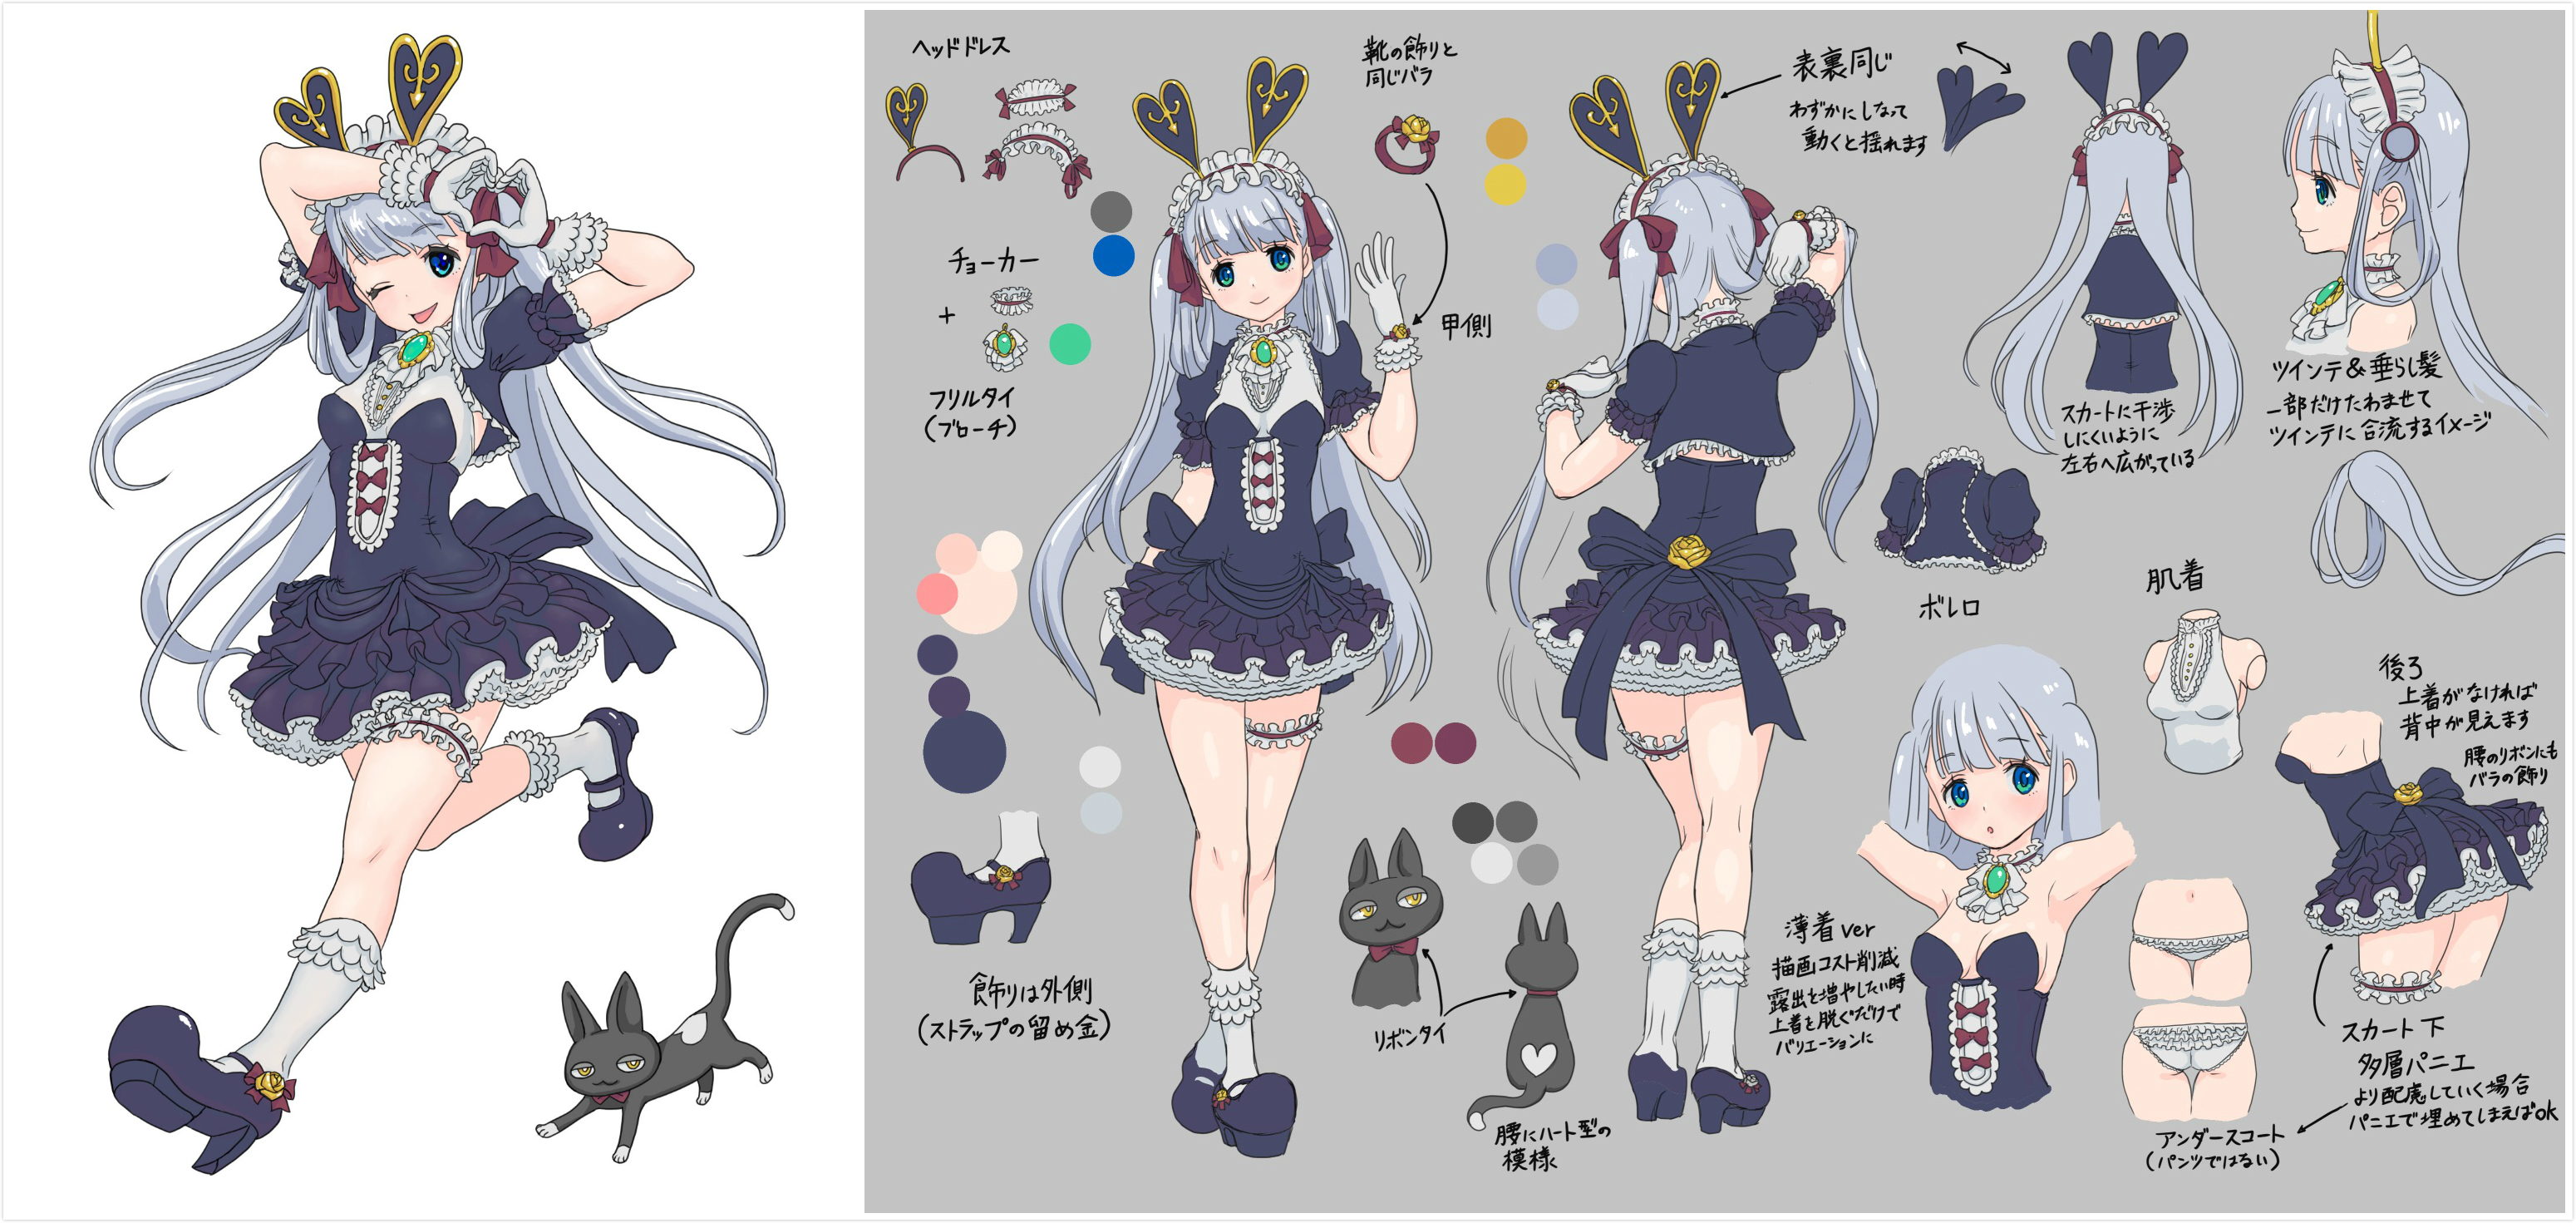 ヘッドドレス
靴の飾りと
同じバラ
表裏同じ
わずかにしなって
動くと揺れます
チョーカー
+
フリルタイ
(ブローチ)
甲側
スカートに干渉
しにくいように
左右へ広がっている
ツインテ&垂らし髪
一部だけたわませて
ツインテに合流するイメージ
ボレロ
肌着
後ろ
上着がなければ
背中が見えます
腰のリボンにも
バラの飾り
飾りは外側
(ストラップの留め金)
リボンタイ
腰にハート型の
模様
薄着ver
描画コスト削減
露出を増やしたい時
上着を脱ぐだけで
バリエーションに
スカート下
多層パニエ
より配慮していく場合
パニエで埋めてしまえばok
アンダースコート
(パンツではない)